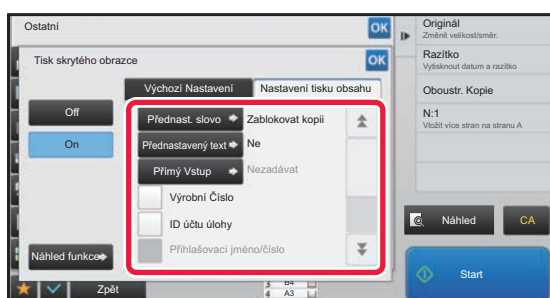 Ostatní
OK
Tisk skrytého obrazce
OK
Výchozí Nastavení
Nastavení tisku obsahu
Off
On
Přednast. slovo
Zablokovat kopii
Přednastavený text
Ne
Přímý Vstup
Nezadávat
Výrobní Číslo
ID účtu úlohy
Přihlašovací jméno/číslo
Náhled funkce
Zpět
3 B4
4 A3
Originál
Změnit velikost/směr.
Razítko
Vytisknout datum a razítko
Oboustr. Kopie
N:1
Vložit více stran na stranu A
Náhled
CA
Start